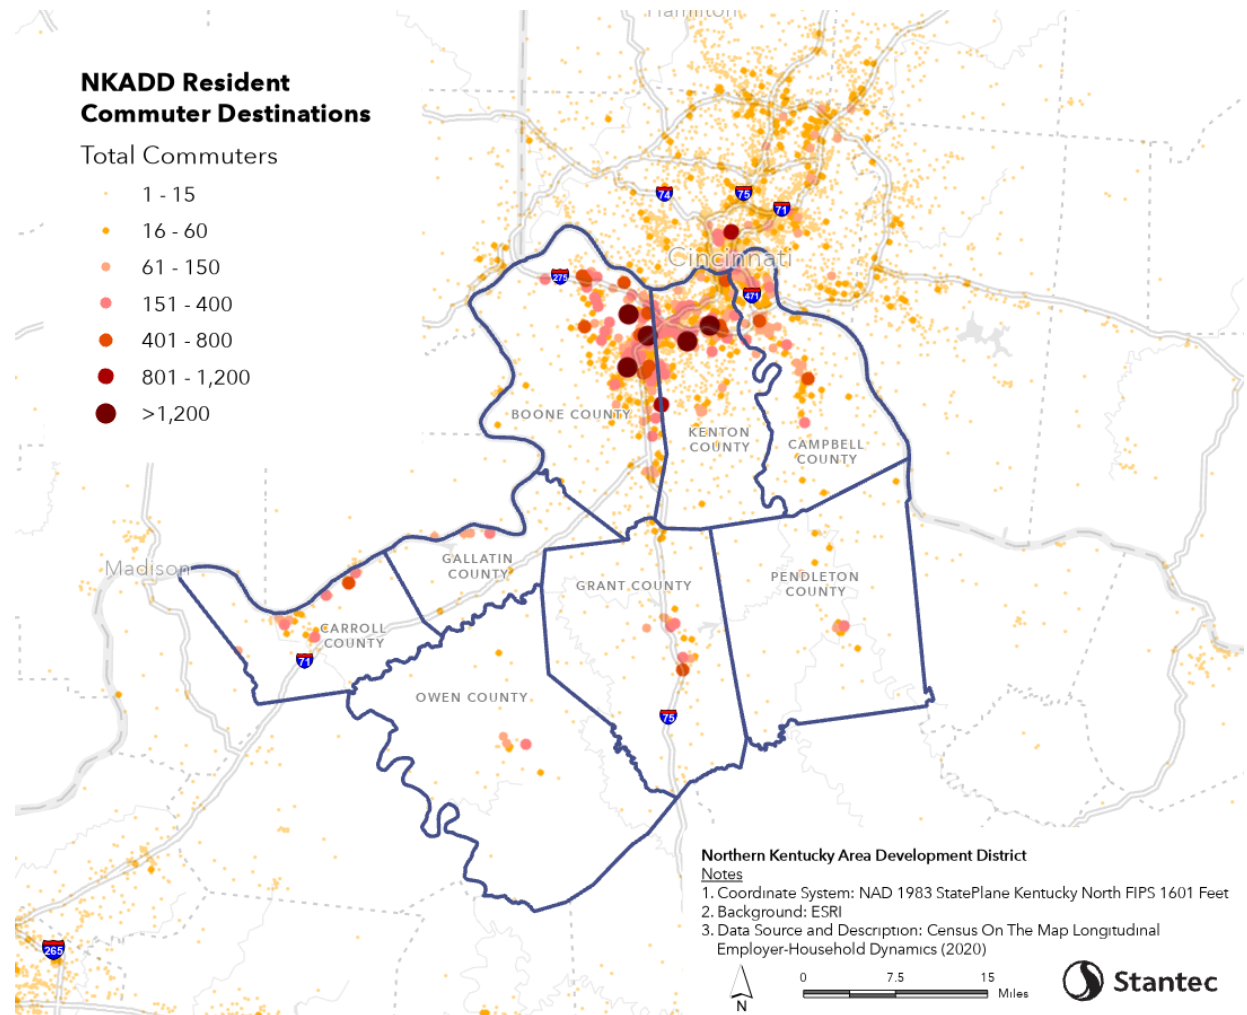 Hamilton
NKADD Resident
Commuter Destinations
Total Commuters
1 - 15
16 - 60
61 - 150
151 - 400
401 - 800
801 - 1,200
>1,200
74
75
71
Cincinnati
275
471
BOONE COUNTY
KENTON
COUNTY
CAMPBELL
COUNTY
Madison
GALLATIN
COUNTY
GRANT COUNTY
PENDLETON
COUNTY
CARROLL
COUNTY
71
OWEN COUNTY
75
265
Northern Kentucky Area Development District
Notes
1. Coordinate System: NAD 1983 StatePlane Kentucky North FIPS 1601 Feet
2. Background: ESRI
3. Data Source and Description: Census On The Map Longitudinal
Employer-Household Dynamics (2020)
N
0 7.5 15
Miles
Stantec